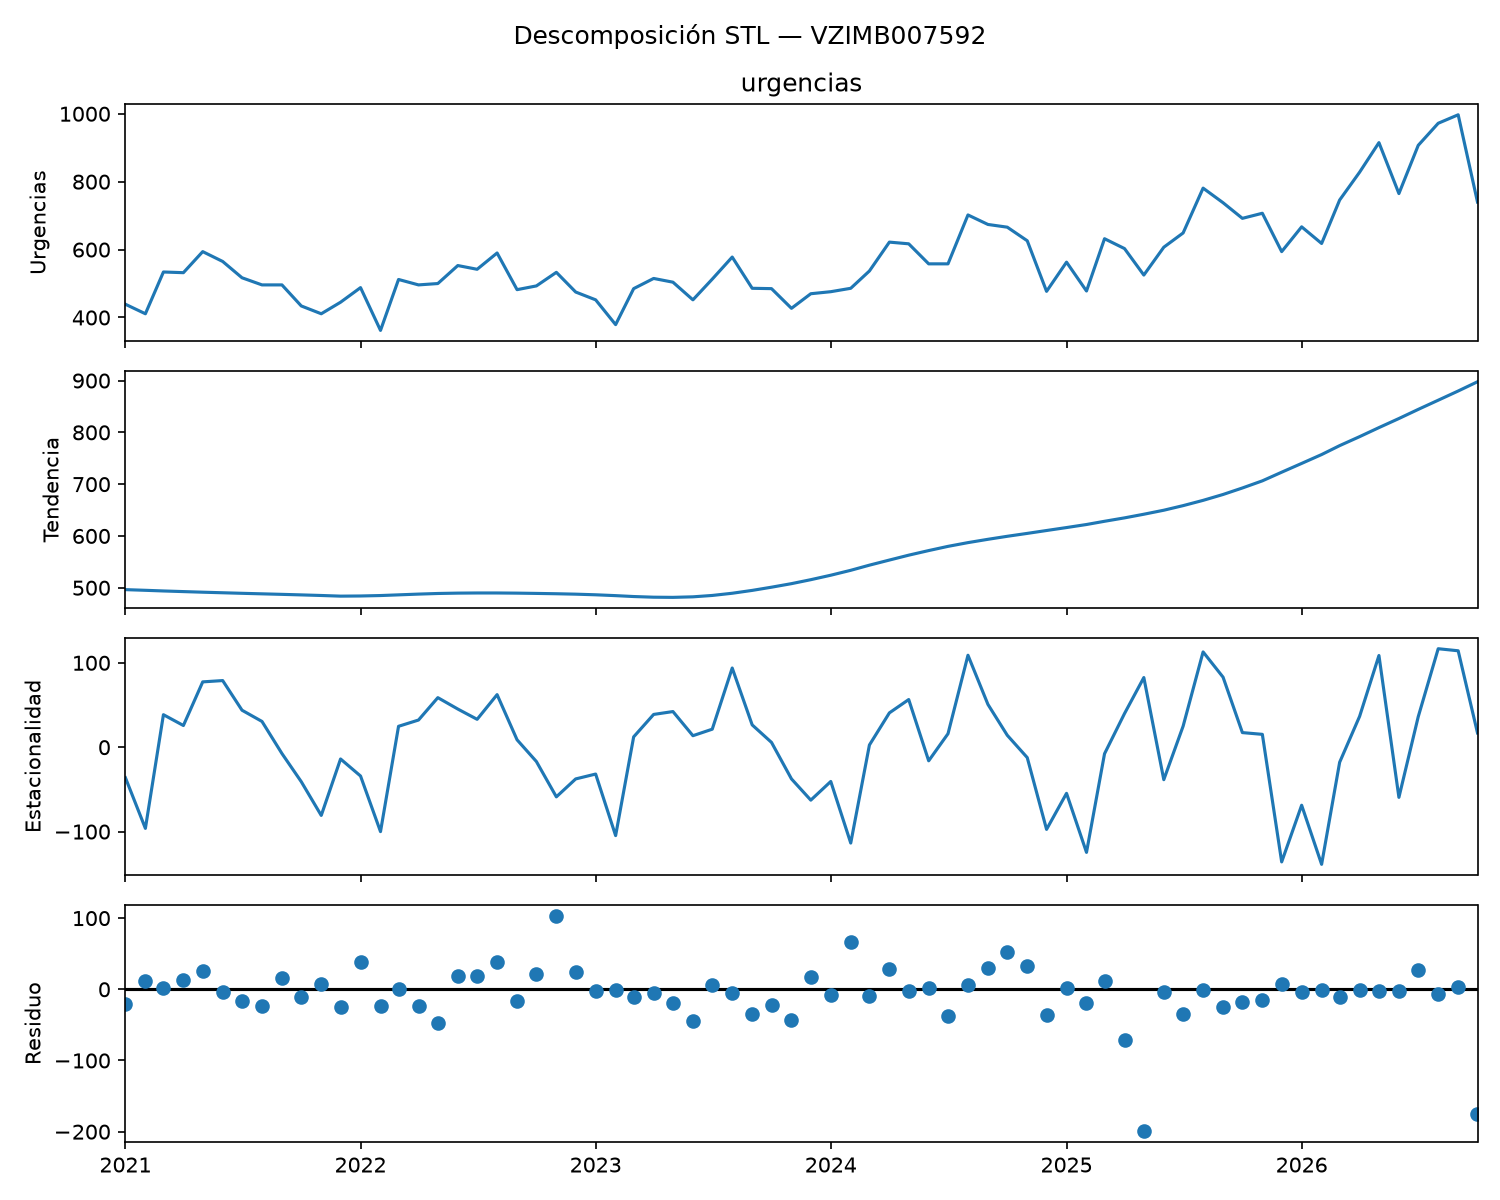 Descomposición STL — VZIMB007592
urgencias
1000
800
600
400
Urgencias
900
800
700
600
500
Tendencia
100
0
−100
Estacionalidad
100
0
−100
−200
Residuo
2021 2022 2023 2024 2025 2026